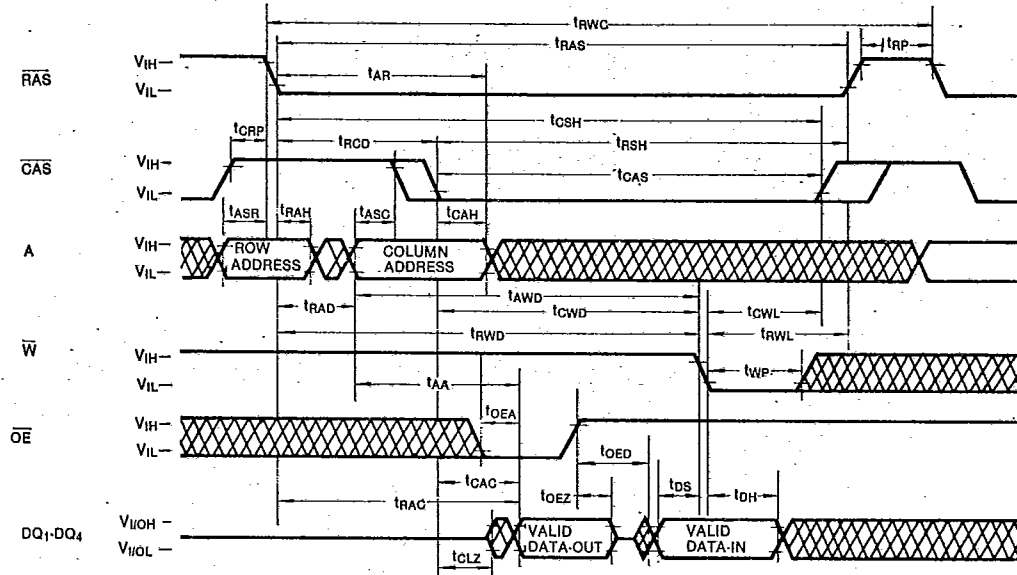 tRWC
tRAS
tRP
RAS
VIH—
tAR
VIL—
tCSH
tCRP
tRCD
tRSH
CAS
VIH—
tCAS
VIL—
tASR
tRAH
tASC
tCAH
A
VIH—
ROW
ADDRESS
COLUMN
ADDRESS
VIL—
tAWD
tRAD
tCWD
tCWL
tRWD
tRWL
W
VIH—
tWP
VIL—
tAA
tOEA
OE
VIH—
VIL—
tOED
tCAC
tOEZ
tDS
tDH
tRAC
DQ1-DQ4
VI/OH—
VALID
DATA-OUT
VALID
DATA-IN
VI/OL—
tCLZ